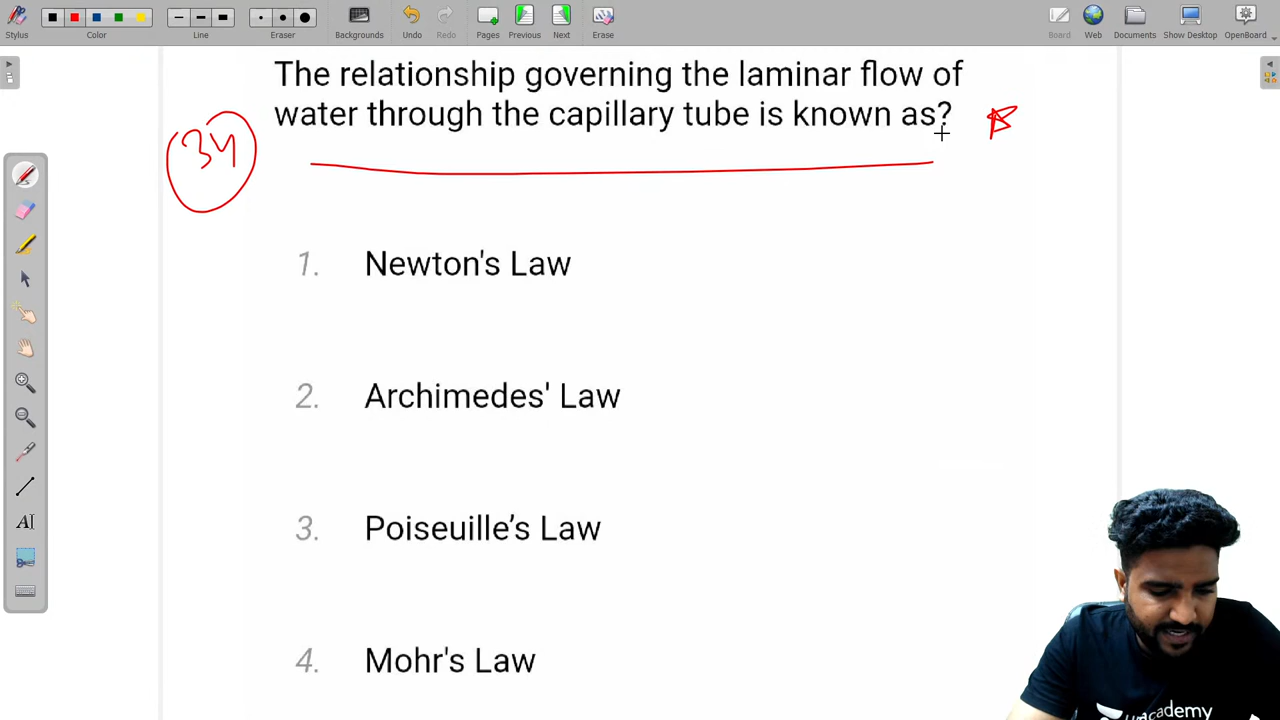 Stylus
Color
Line
Eraser
Backgrounds
Undo
Redo
Pages
Previous
Next
Erase
Board
Web
Documents
Show Desktop
OpenBoard
The relationship governing the laminar flow of
water through the capillary tube is known as?
34
1. Newton's Law
2. Archimedes' Law
3. Poiseuille’s Law
4. Mohr's Law
AI
unacademy